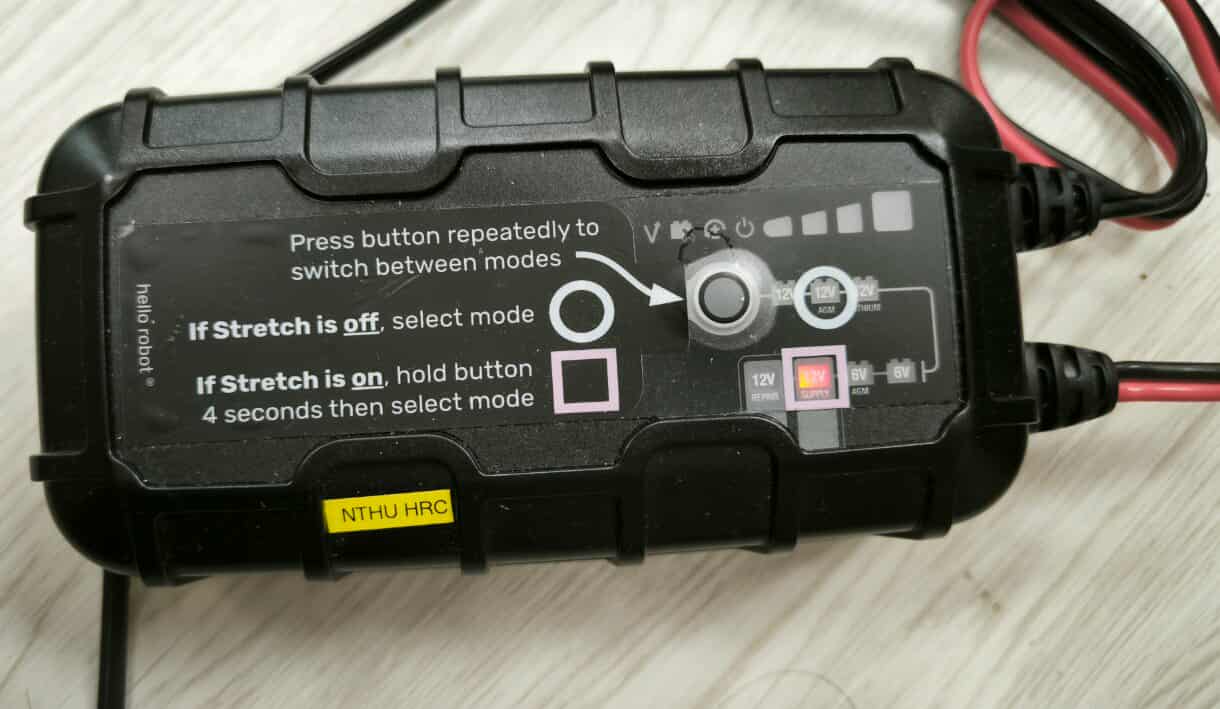 Press button repeatedly to
switch between modes
If Stretch is off, select mode
If Stretch is on, hold button
4 seconds then select mode
hello robot®
12V
12V
AGM
12V
12V
REPAIR
12V
SUPPLY
6V
AGM
6V
NTHU HRC